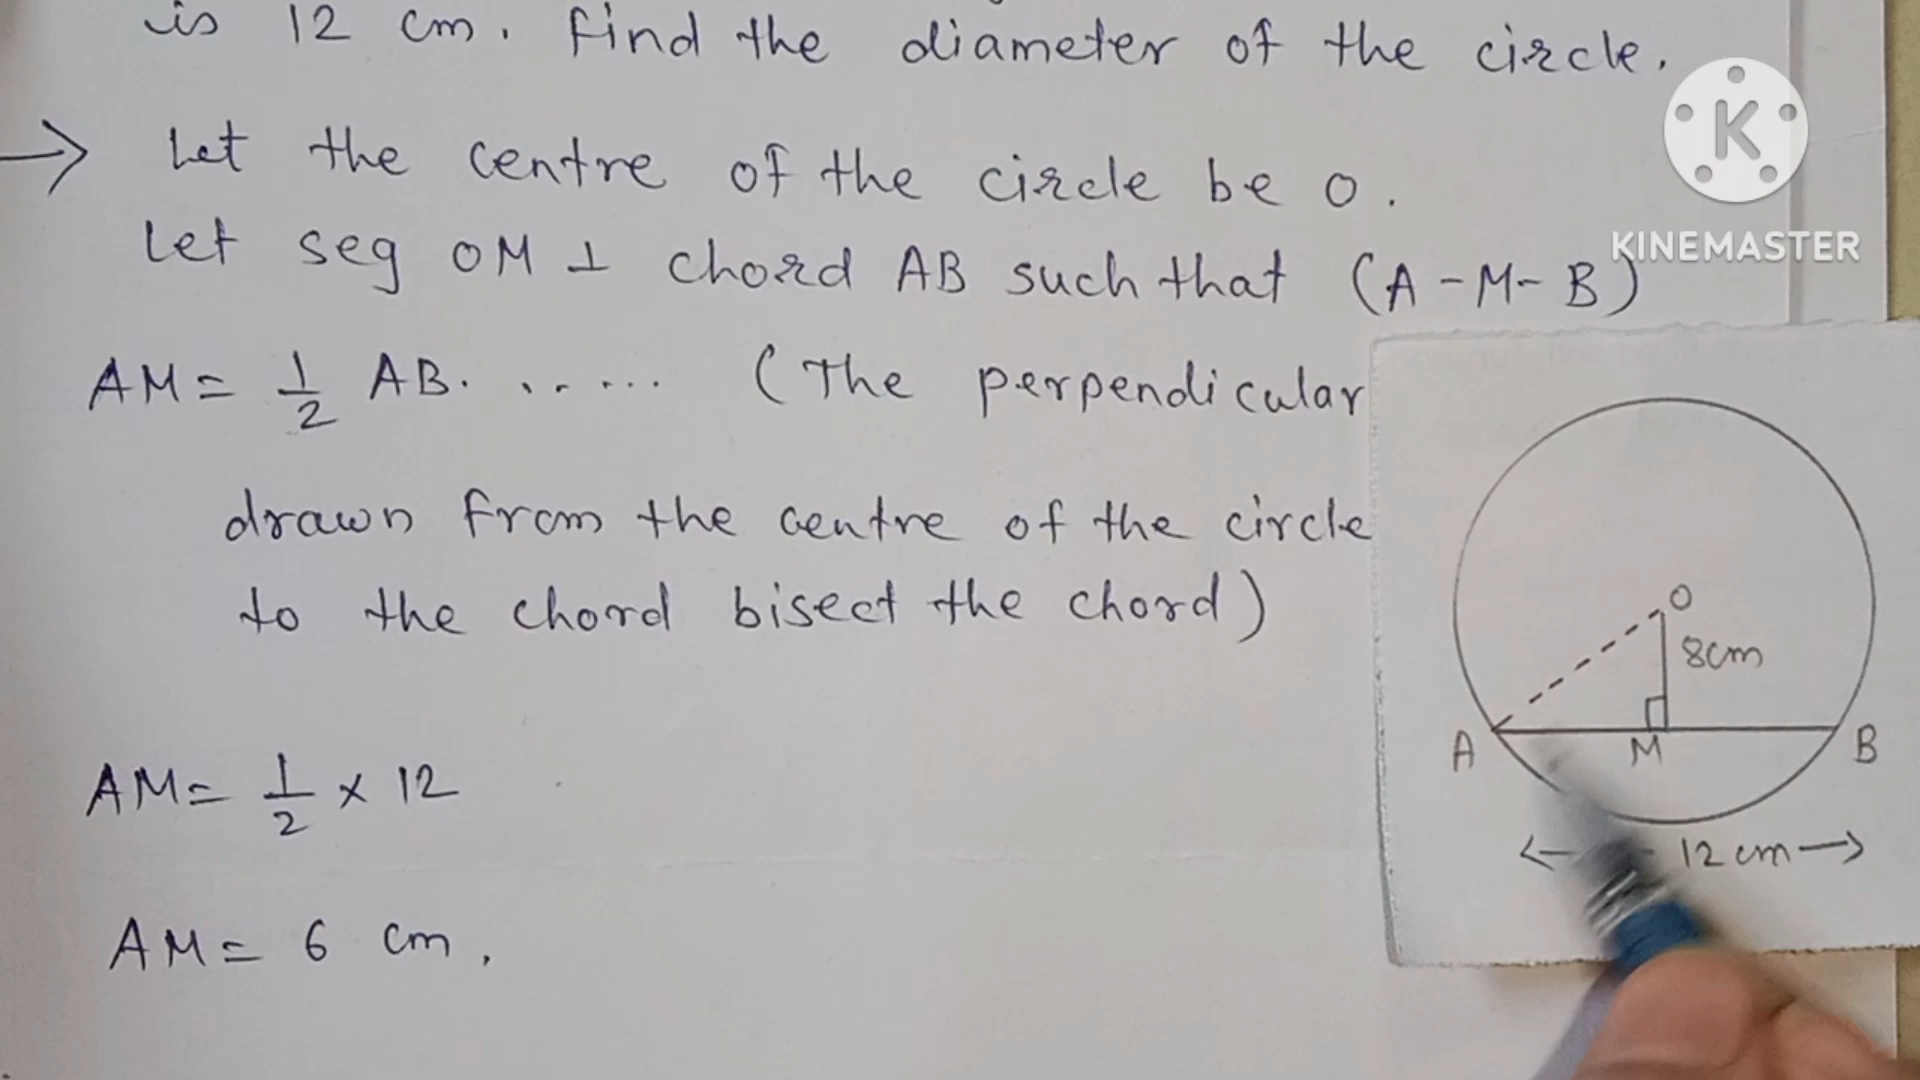 is 12 cm. Find the diameter of the circle.
Let the centre of the circle be O.
Let seg OM ⊥ chord AB such that (A-M-B)
AM = 1/2 AB. ..... (The perpendicular
drawn from the centre of the circle
to the chord bisect the chord)
AM = 1/2 × 12
AM = 6 cm.
O
8cm
A
M
B
12 cm
K
KINEMASTER